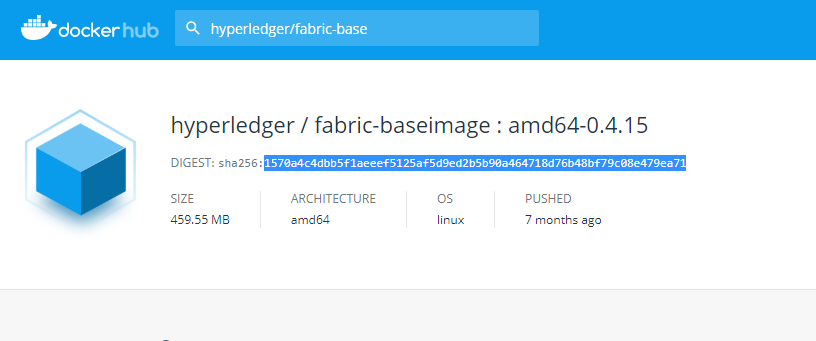 docker hub
hyperledger/fabric-base
hyperledger / fabric-baseimage : amd64-0.4.15
DIGEST: sha256:1570a4c4dbb5f1aeeef5125af5d9ed2b5b90a464718d76b48bf79c08e479ea71
SIZE ARCHITECTURE OS PUSHED
459.55 MB amd64 linux 7 months ago